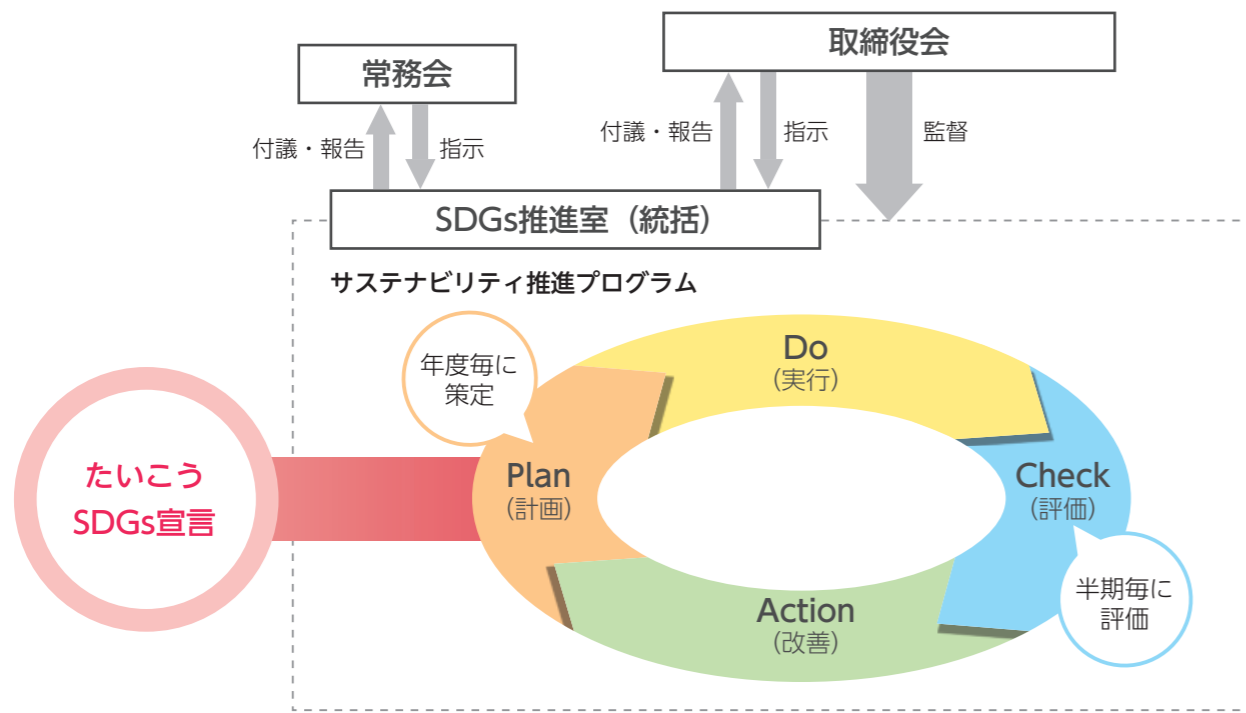 取締役会
常務会
付議・報告
指示
付議・報告
指示
監督
SDGs推進室（統括）
サステナビリティ推進プログラム
年度毎に
策定
Do
(実行)
たいこう
SDGs宣言
Plan
(計画)
Check
(評価)
半期毎に
評価
Action
(改善)